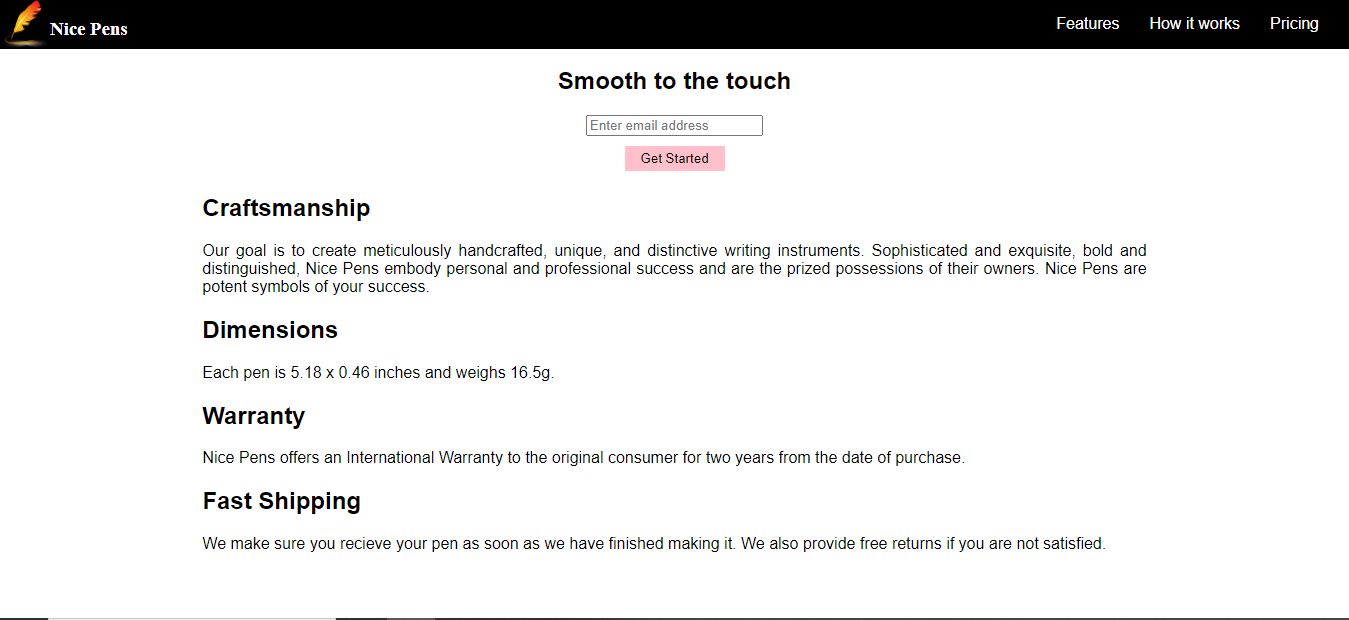 Nice Pens
Features
How it works
Pricing
Smooth to the touch
Enter email address
Get Started
Craftsmanship
Our goal is to create meticulously handcrafted, unique, and distinctive writing instruments. Sophisticated and exquisite, bold and
distinguished, Nice Pens embody personal and professional success and are the prized possessions of their owners. Nice Pens are
potent symbols of your success.
Dimensions
Each pen is 5.18 x 0.46 inches and weighs 16.5g.
Warranty
Nice Pens offers an International Warranty to the original consumer for two years from the date of purchase.
Fast Shipping
We make sure you recieve your pen as soon as we have finished making it. We also provide free returns if you are not satisfied.